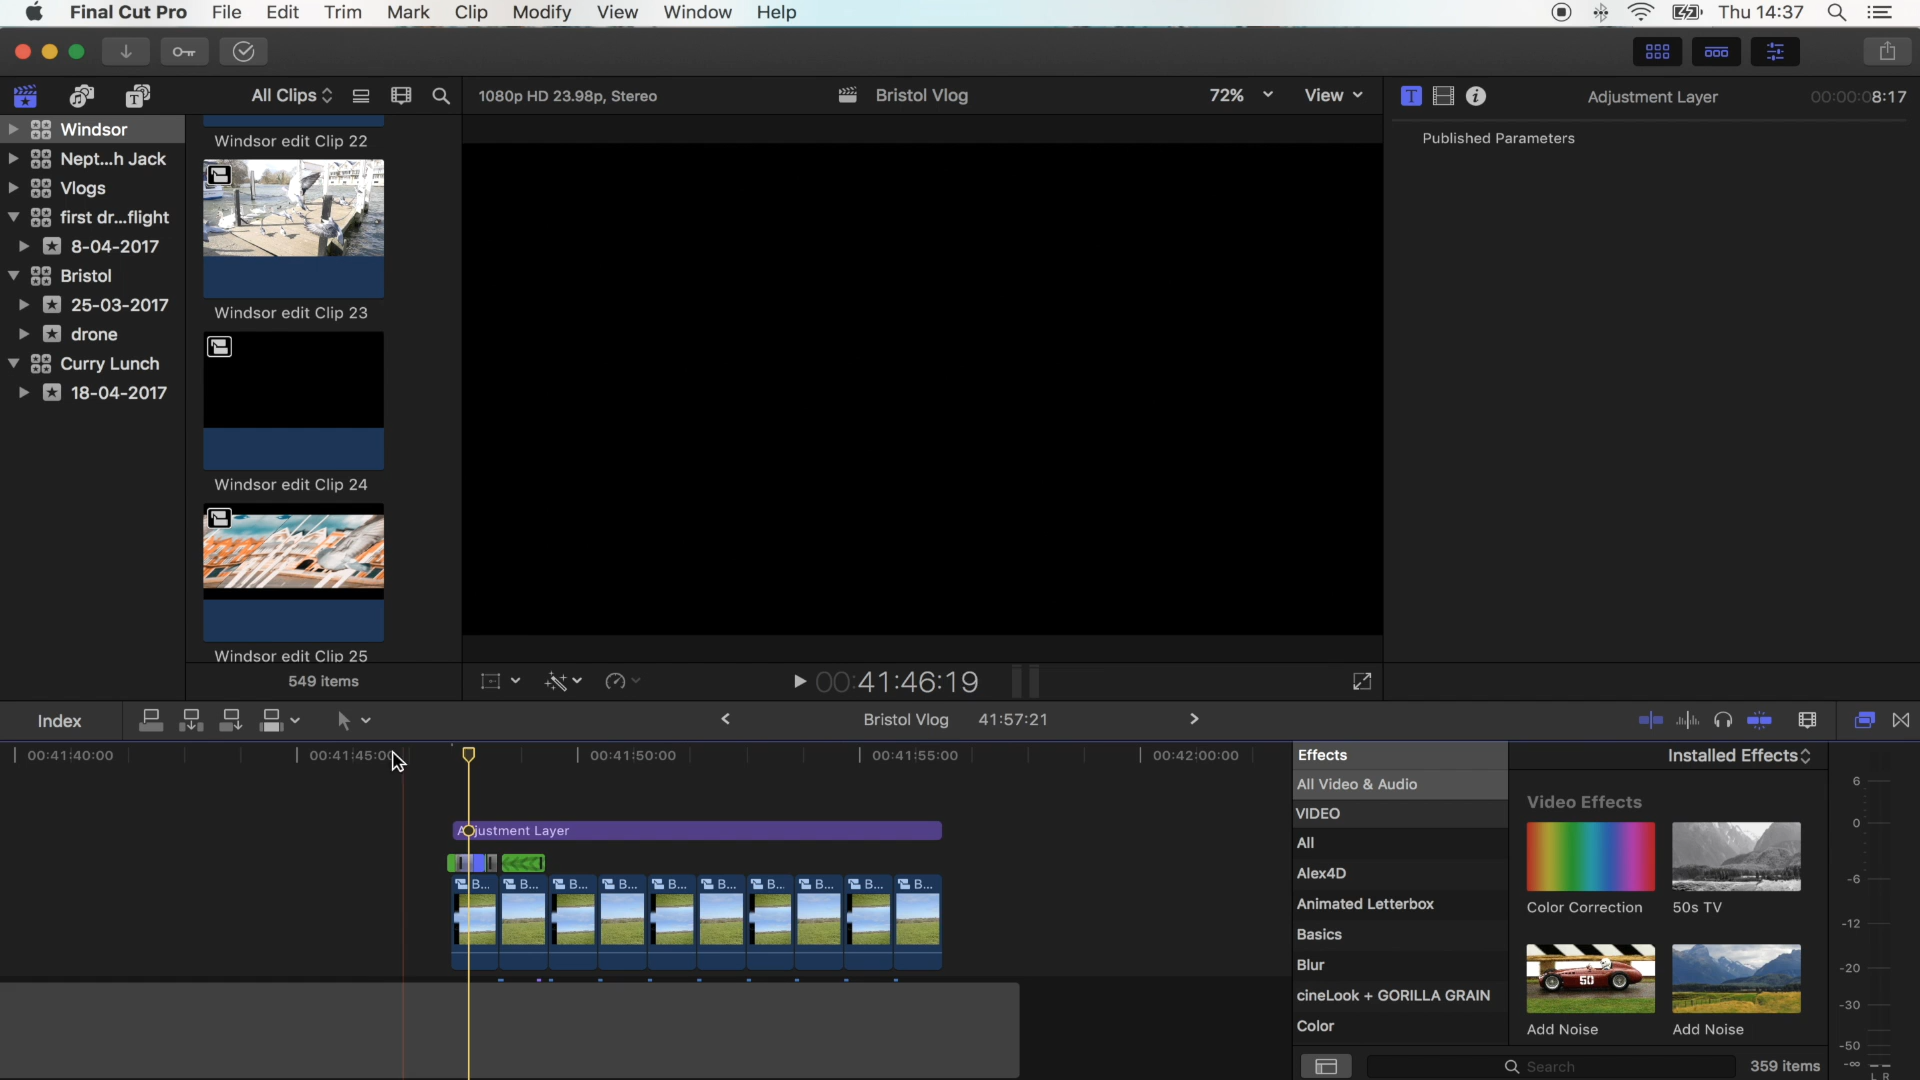 Final Cut Pro File Edit Trim Mark Clip Modify View Window Help Thu 14:37
All Clips 1080p HD 23.98p, Stereo Bristol Vlog 72% View Adjustment Layer 00:00:08:17
Windsor
Nept...h Jack
Vlogs
first dr...flight
8-04-2017
Bristol
25-03-2017
drone
Curry Lunch
18-04-2017
Windsor edit Clip 22
Windsor edit Clip 23
Windsor edit Clip 24
Windsor edit Clip 25
549 items
Published Parameters
00:41:46:19
Index Bristol Vlog 41:57:21
00:41:40:00 00:41:45:00 00:41:50:00 00:41:55:00 00:42:00:00
Adjustment Layer
B... B... B... B... B... B... B... B... B... B...
Effects
All Video & Audio
VIDEO
All
Alex4D
Animated Letterbox
Basics
Blur
cineLook + GORILLA GRAIN
Color
Installed Effects
Video Effects
Color Correction 50s TV
50
Add Noise Add Noise
Search 359 items
6
0
-6
-12
-20
-30
-50
-∞
L R